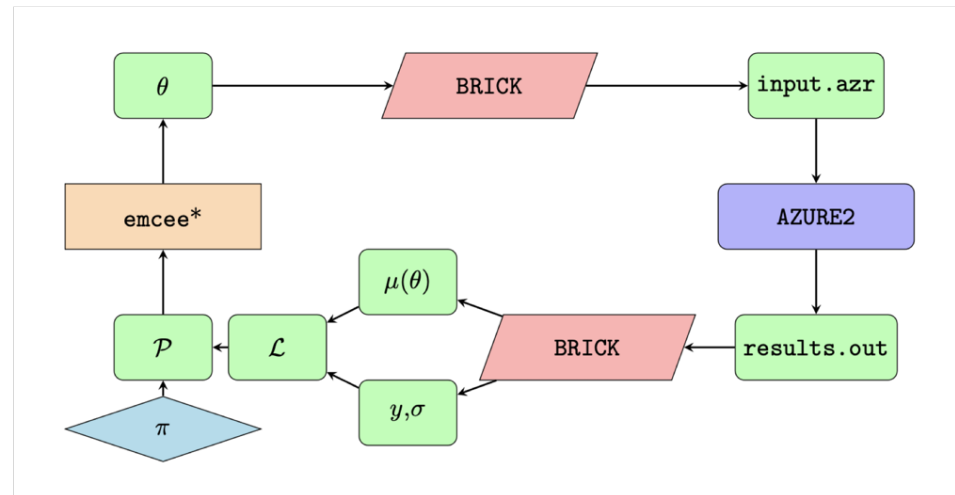 θ
BRICK
input.azr
emcee*
AZURE2
μ(θ)
𝒫
ℒ
BRICK
results.out
y,σ
π